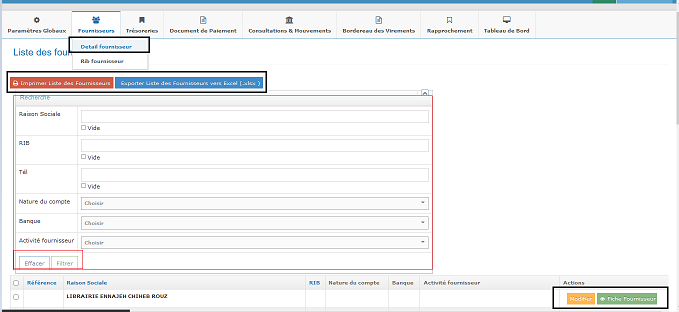 Paramètres Globaux Fournisseurs Trésoreries Document de Paiement Consultations & Mouvements Bordereau des Virements Rapprochement Tableau de Bord
Detail fournisseur
Liste des four
Rib fournisseur
Imprimer Liste des Fournisseurs Exporter Liste des Fournisseurs vers Excel (.xlsx )
Recherche
Raison Sociale
Vide
RIB
Vide
Tél
Vide
Nature du compte Choisir
Banque Choisir
Activité fournisseur Choisir
Effacer Filtrer
Référence Raison Sociale RIB Nature du compte Banque Activité fournisseur Actions
LIBRAIRIE ENNAJEH CHIHEB ROUZ Modifier Fiche Fournisseur